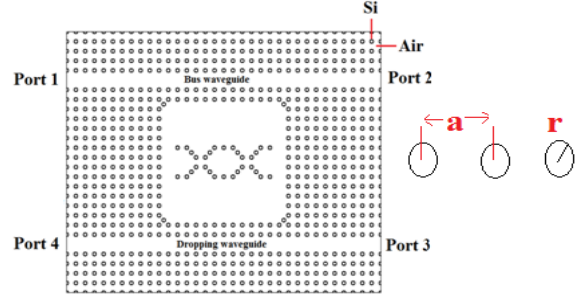 Si
Air
Port 1
Bus waveguide
Port 2
a
r
Port 4
Dropping waveguide
Port 3